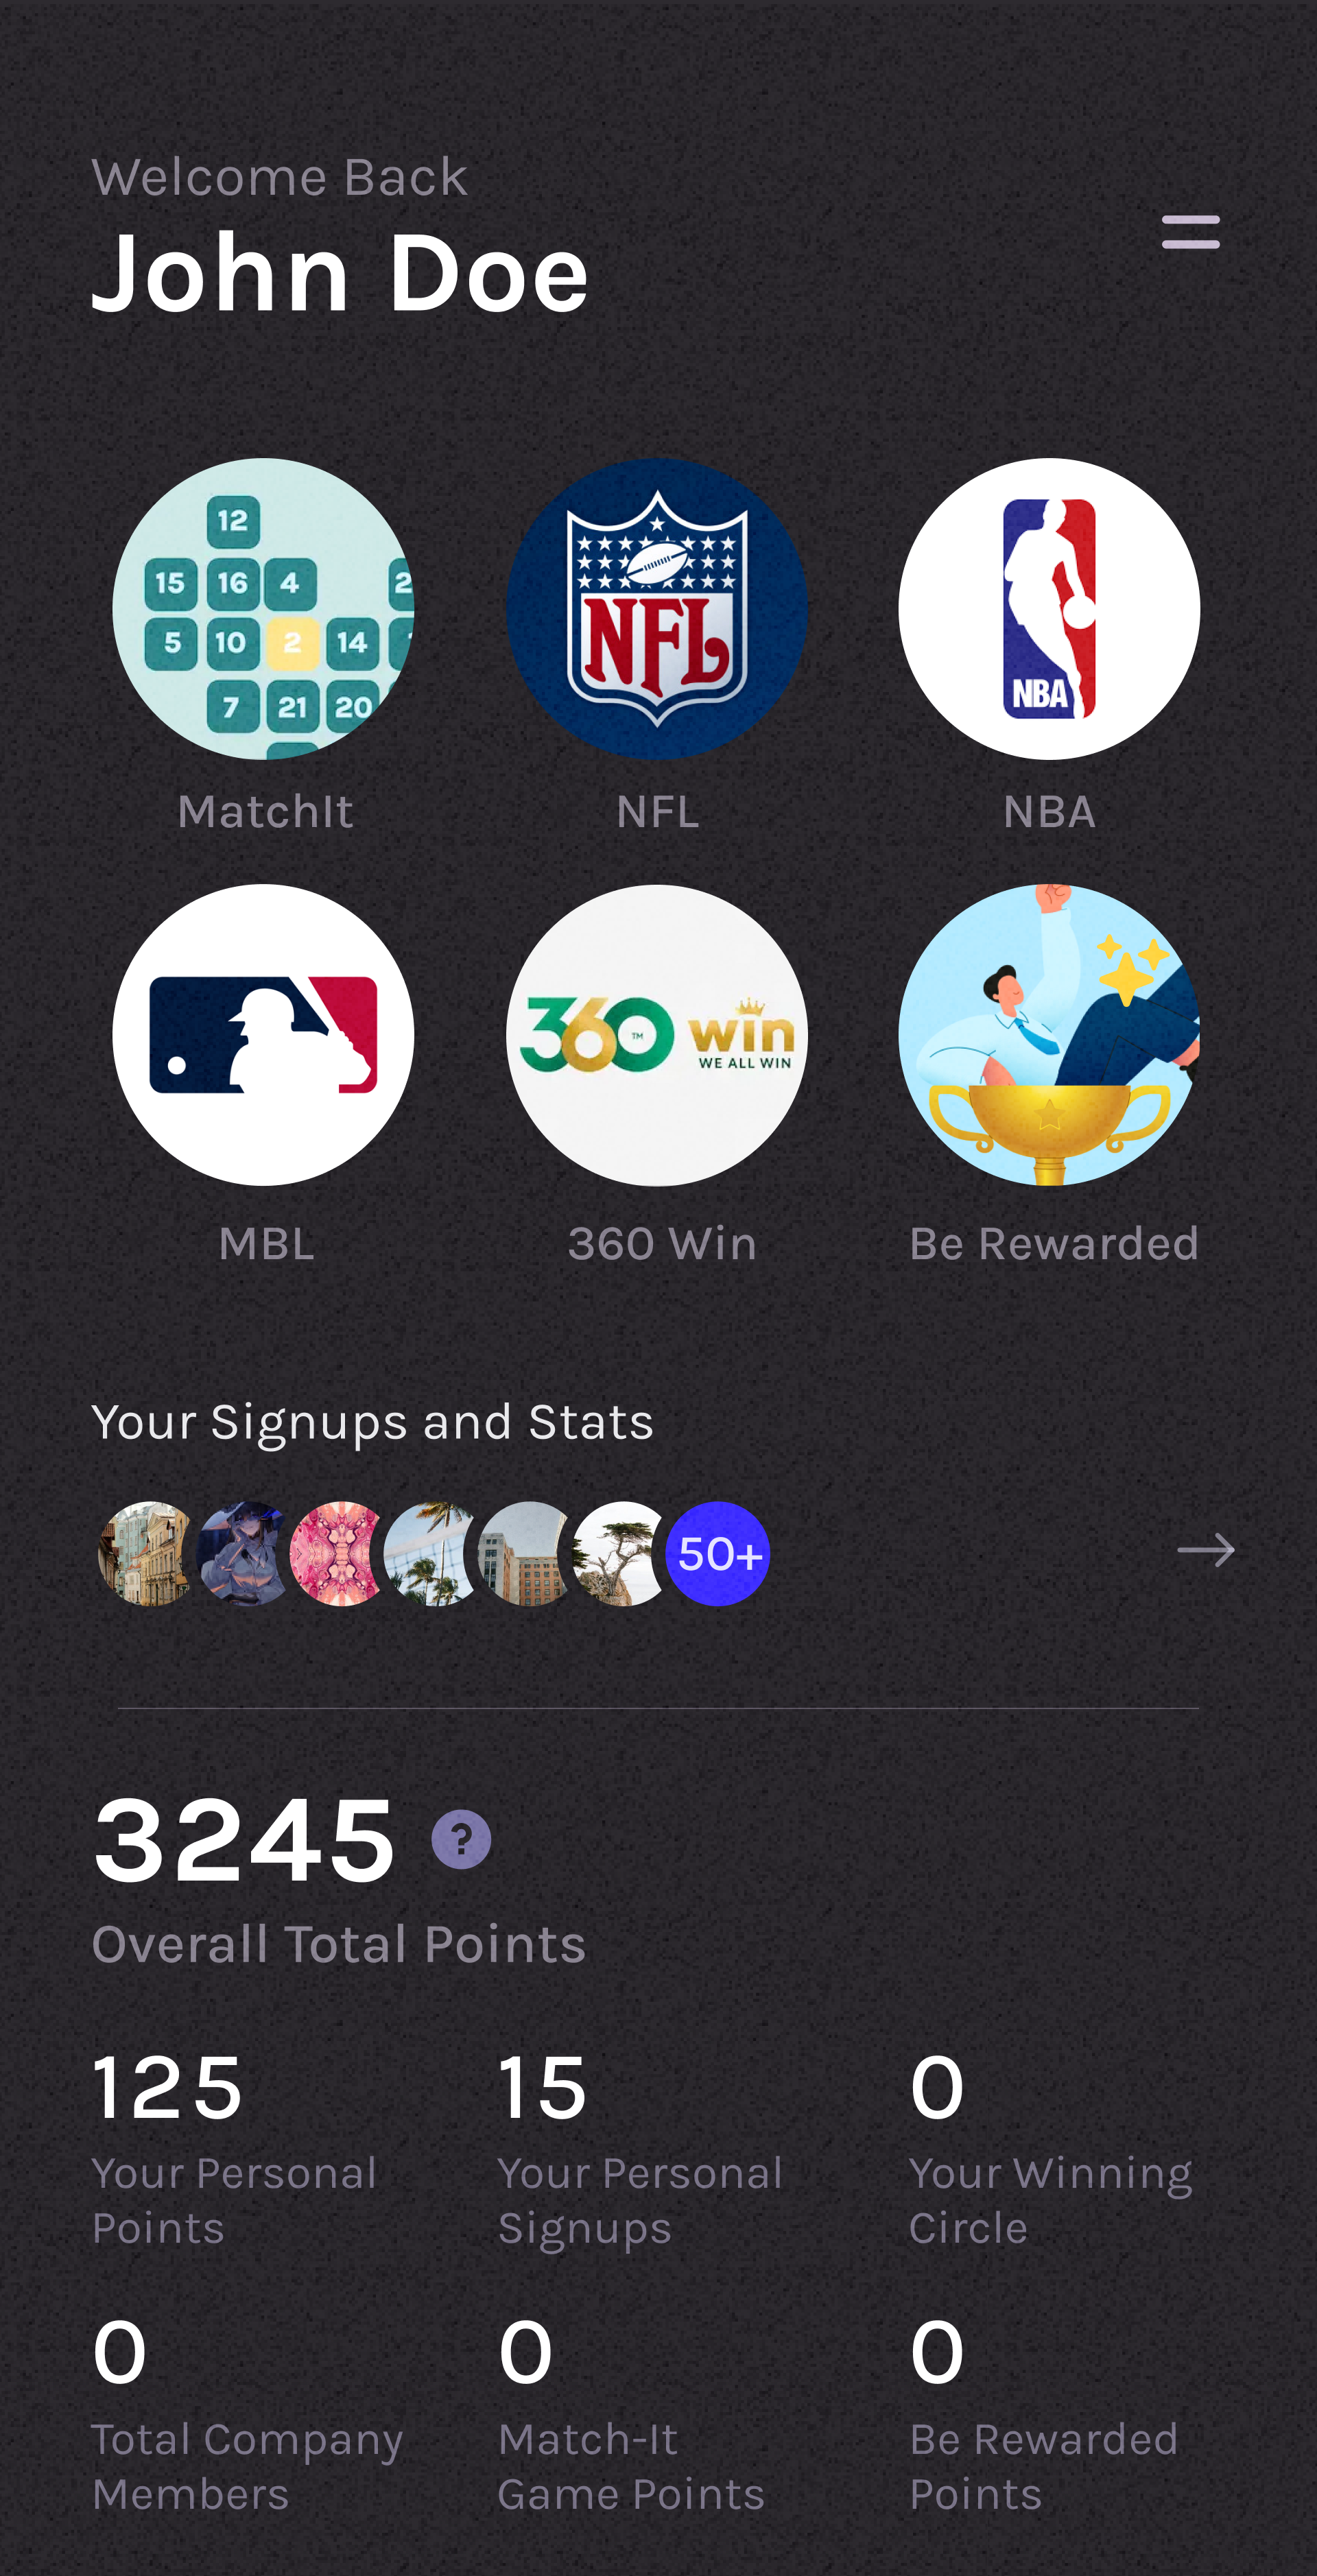 Welcome Back
John Doe
12
15 16 4
5 10 2 14
7 21 20
NFL
NBA
MatchIt
NFL
NBA
360 ™ win
WE ALL WIN
MBL
360 Win
Be Rewarded
Your Signups and Stats
50+
3245 ?
Overall Total Points
125
Your Personal
Points
15
Your Personal
Signups
0
Your Winning
Circle
0
Total Company
Members
0
Match-It
Game Points
0
Be Rewarded
Points